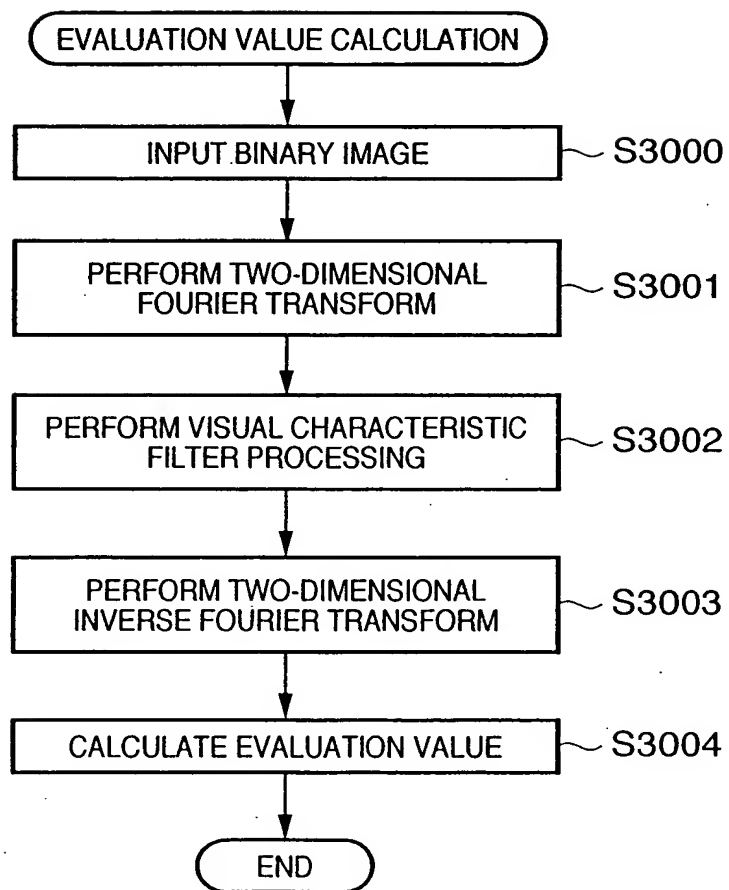 EVALUATION VALUE CALCULATION
INPUT BINARY IMAGE
S3000
PERFORM TWO-DIMENSIONAL
FOURIER TRANSFORM
S3001
PERFORM VISUAL CHARACTERISTIC
FILTER PROCESSING
S3002
PERFORM TWO-DIMENSIONAL
INVERSE FOURIER TRANSFORM
S3003
CALCULATE EVALUATION VALUE
S3004
END